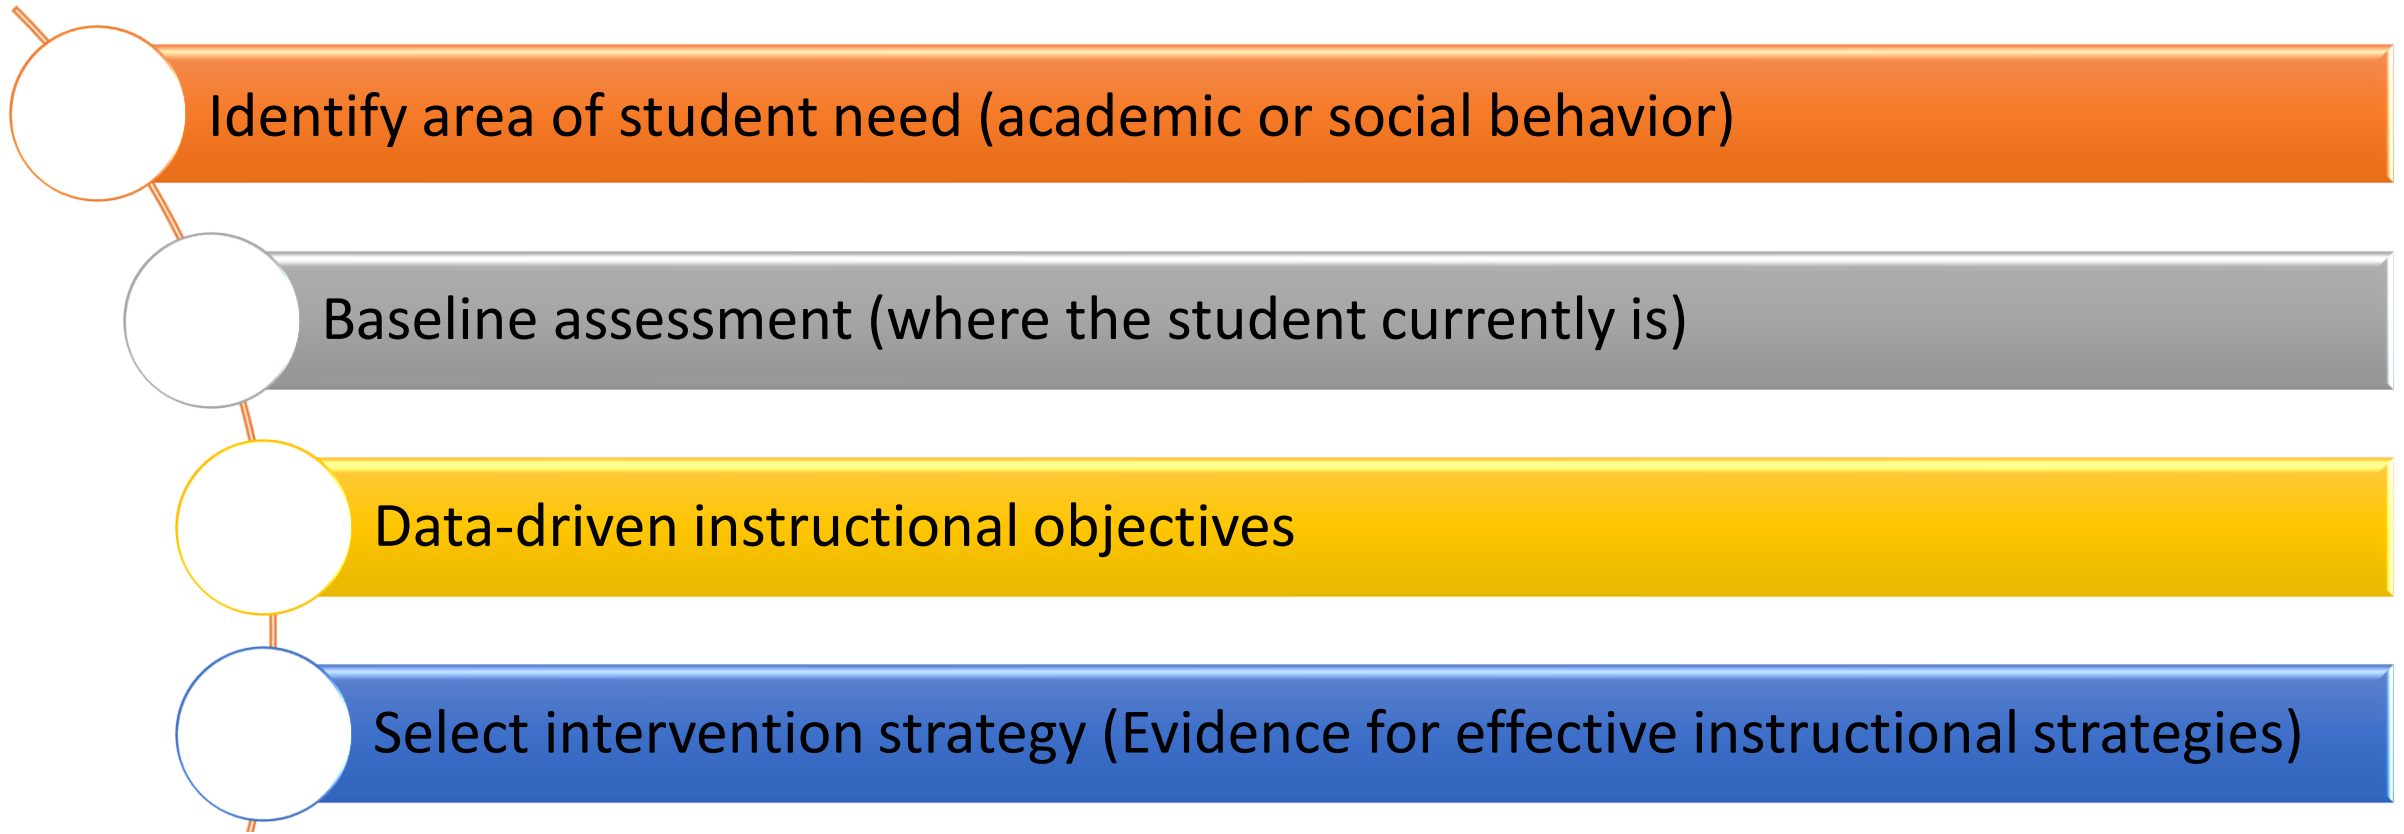 Identify area of student need (academic or social behavior)
Baseline assessment (where the student currently is)
Data-driven instructional objectives
Select intervention strategy (Evidence for effective instructional strategies)